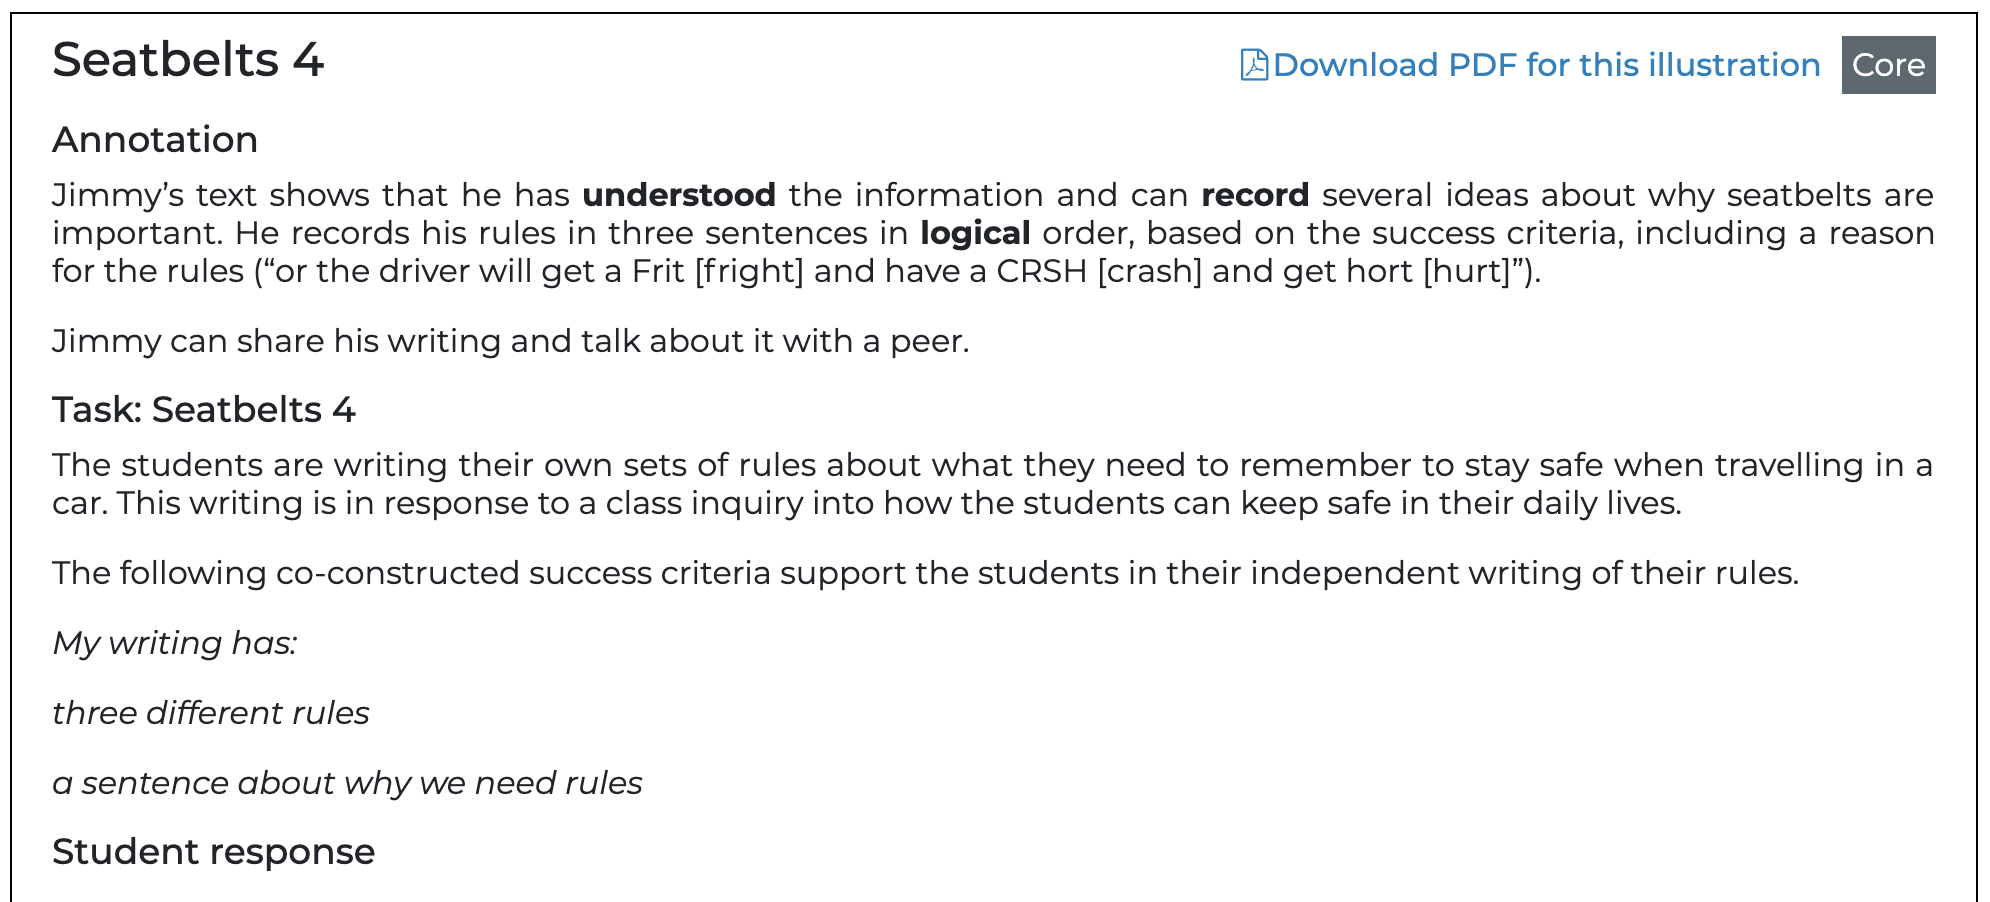 Seatbelts 4
Download PDF for this illustration
Core
Annotation
Jimmy’s text shows that he has understood the information and can record several ideas about why seatbelts are
important. He records his rules in three sentences in logical order, based on the success criteria, including a reason
for the rules (“or the driver will get a Frit [fright] and have a CRSH [crash] and get hort [hurt]”).
Jimmy can share his writing and talk about it with a peer.
Task: Seatbelts 4
The students are writing their own sets of rules about what they need to remember to stay safe when travelling in a
car. This writing is in response to a class inquiry into how the students can keep safe in their daily lives.
The following co-constructed success criteria support the students in their independent writing of their rules.
My writing has:
three different rules
a sentence about why we need rules
Student response